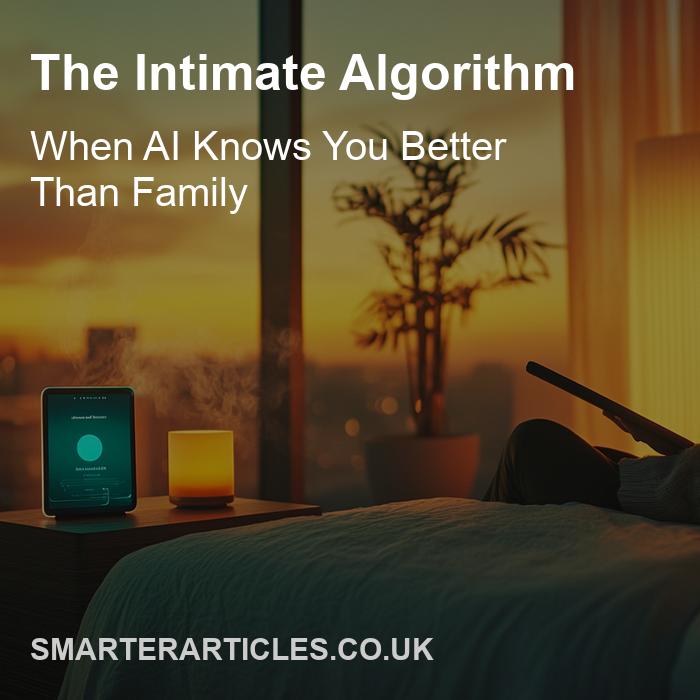 The Intimate Algorithm
When AI Knows You Better
Than Family
SMARTERARTICLES.CO.UK